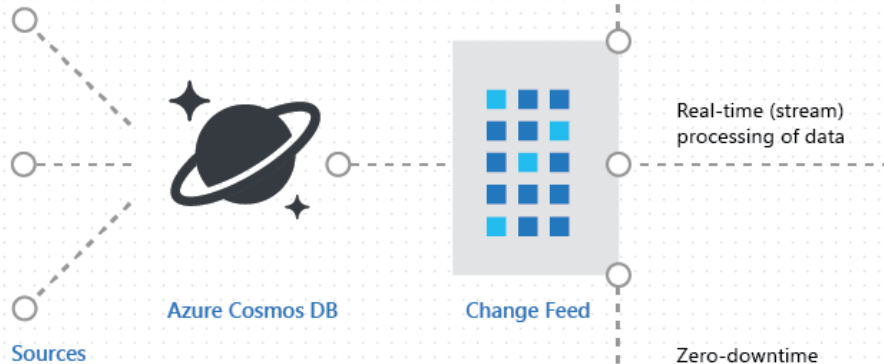 Real-time (stream)
processing of data
Azure Cosmos DB
Change Feed
Sources
Zero-downtime